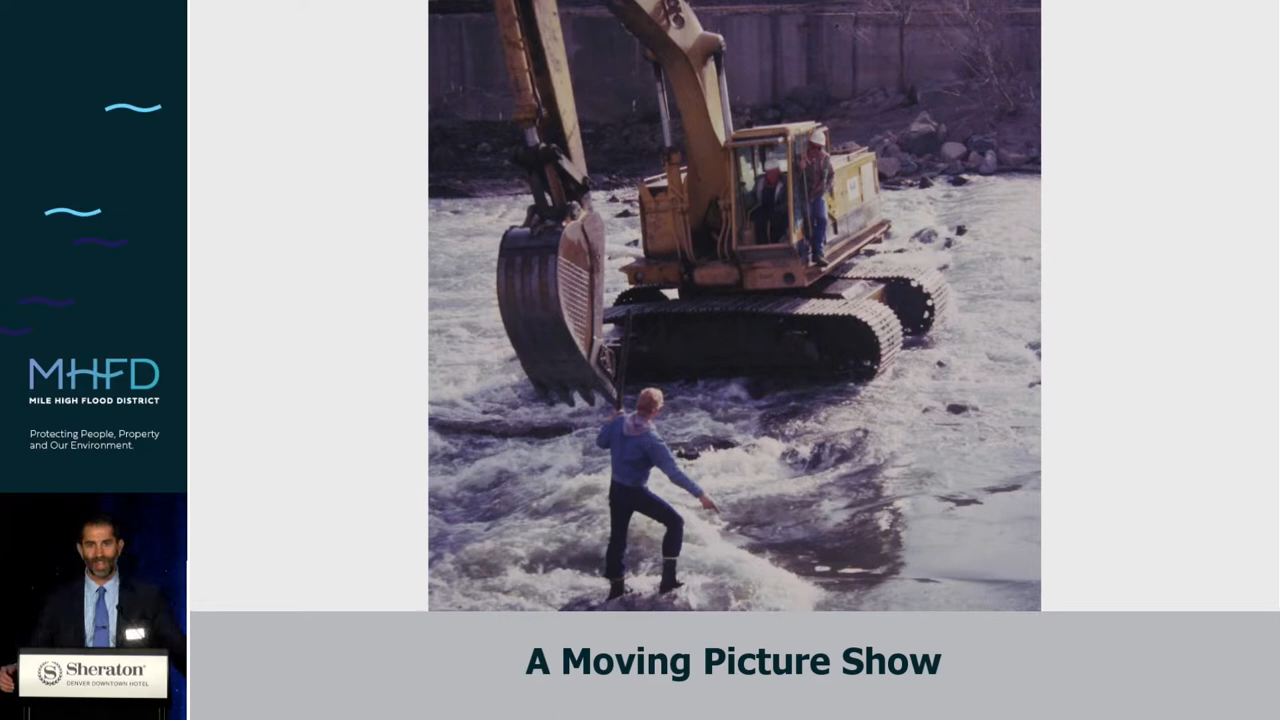 MHFD
MILE HIGH FLOOD DISTRICT
Protecting People, Property
and Our Environment.
S Sheraton®
DENVER DOWNTOWN HOTEL
A Moving Picture Show